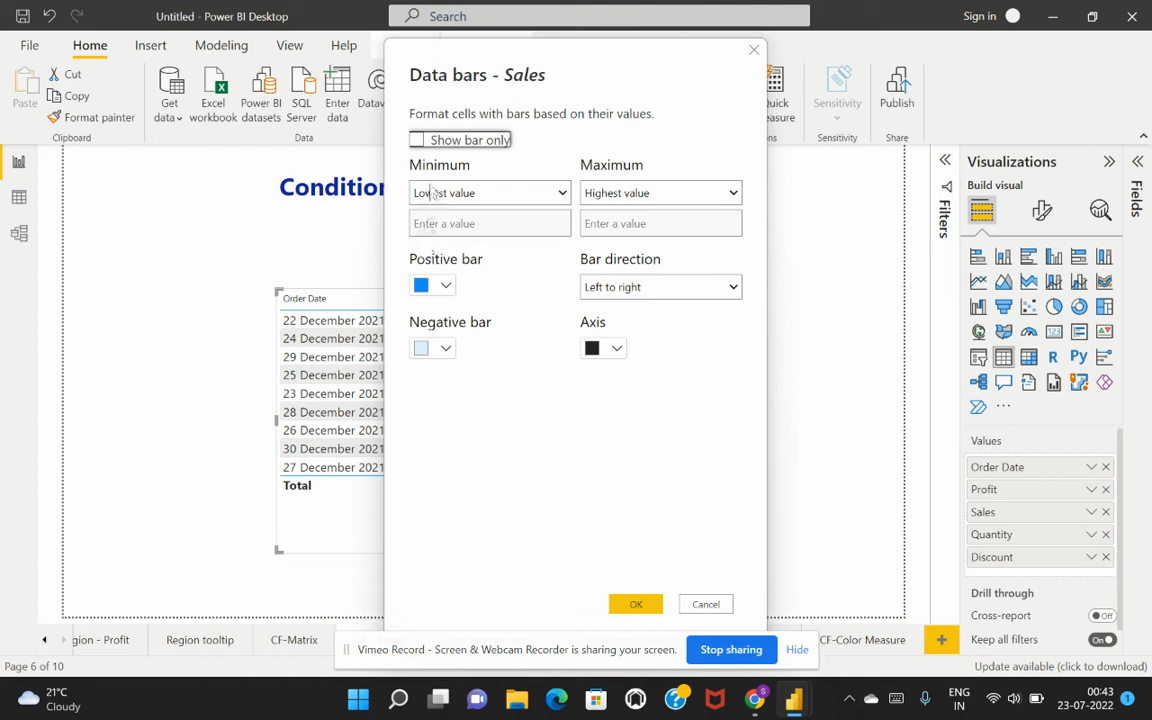 Untitled - Power BI Desktop
Search
Sign in
File
Home
Insert
Modeling
View
Help
Paste
Cut
Copy
Format painter
Clipboard
Get data
Excel workbook
Power BI datasets
SQL Server
Enter data
Data
Sensitivity
Sensitivity
Publish
Share
Data bars - Sales
Format cells with bars based on their values.
Show bar only
Minimum
Maximum
Lowest value
Highest value
Enter a value
Enter a value
Positive bar
Bar direction
Left to right
Negative bar
Axis
OK
Cancel
Order Date
22 December 2021
24 December 2021
29 December 2021
25 December 2021
23 December 2021
28 December 2021
26 December 2021
30 December 2021
27 December 2021
Total
Filters
Visualizations
Build visual
Fields
R
Py
123
Values
Order Date
Profit
Sales
Quantity
Discount
Drill through
Cross-report
Off
Keep all filters
On
Region tooltip
CF-Matrix
CF-Color Measure
Vimeo Record - Screen & Webcam Recorder is sharing your screen.
Stop sharing
Hide
Page 6 of 10
Update available (click to download)
21°C
Cloudy
ENG
IN
00:43
23-07-2022
1